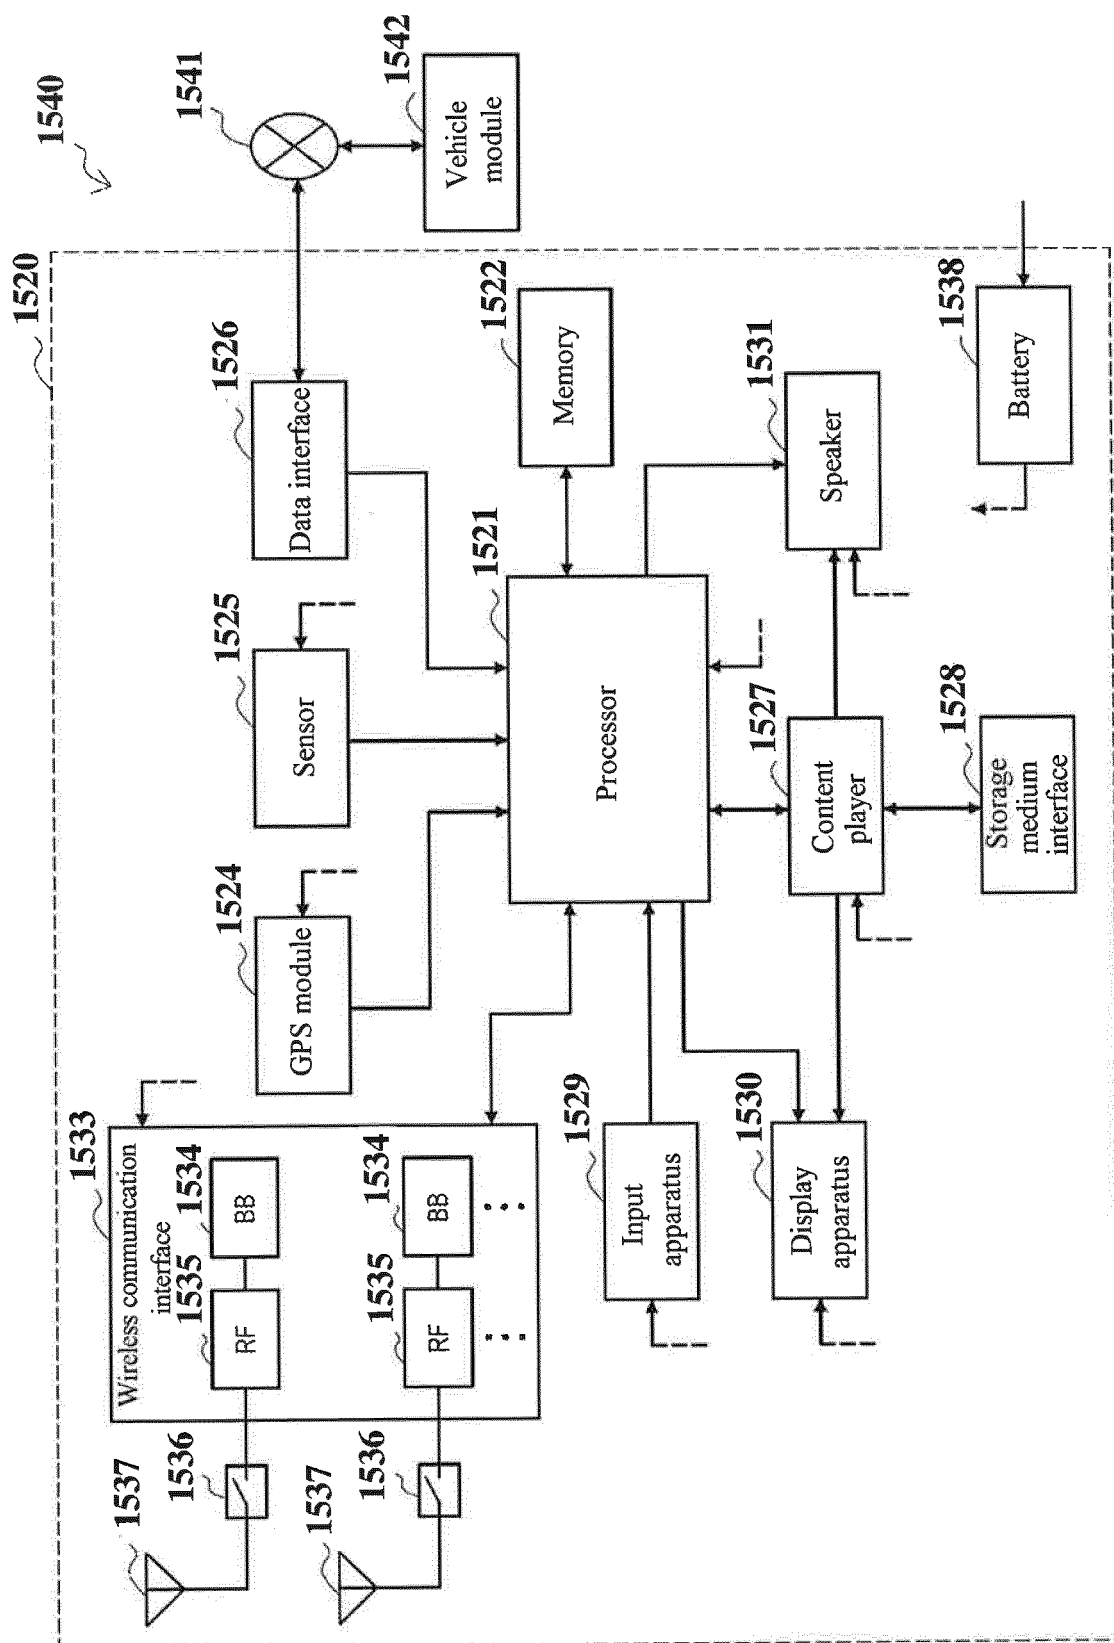 1540
1520
1541
1542
Vehicle
module
1526
Data interface
1525
Sensor
1524
GPS module
1522
Memory
1521
Processor
1533
Wireless communication
interface
1534
BB
1535
RF
1534
BB
1535
RF
1536
1537
1536
1537
1531
Speaker
1538
Battery
1527
Content
player
1528
Storage
medium
interface
1529
Input
apparatus
1530
Display
apparatus